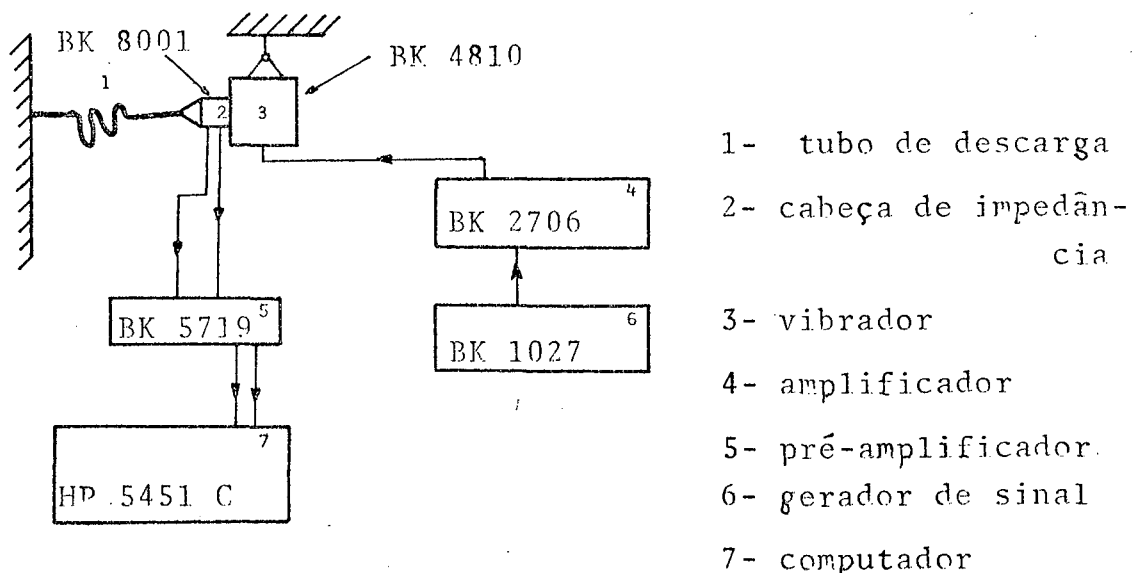 BK 8001
BK 4810
1
2
3
4
BK 2706
5
BK 5719
6
BK 1027
7
HP 5451 C
1- tubo de descarga
2- cabeça de impedân-
cia
3- vibrador
4- amplificador
5- pré-amplificador
6- gerador de sinal
7- computador